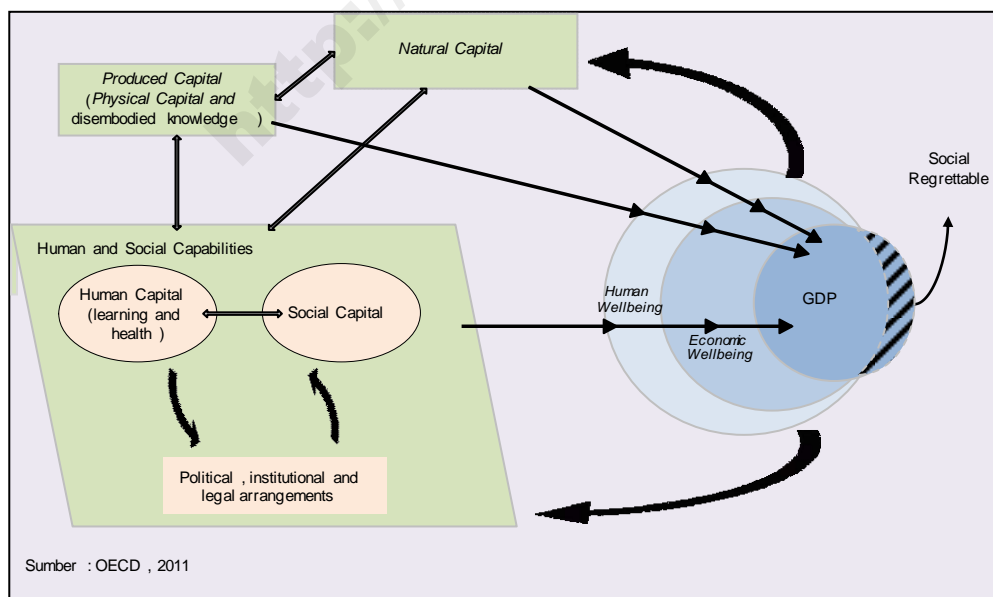 http://
Natural Capital
Produced Capital
(Physical Capital and
disembodied knowledge )
Social
Regrettable
Human and Social Capabilities
Human Capital
(learning and
health )
Social Capital
GDP
Human
Wellbeing
Economic
Wellbeing
Political , institutional and
legal arrangements
Sumber : OECD , 2011